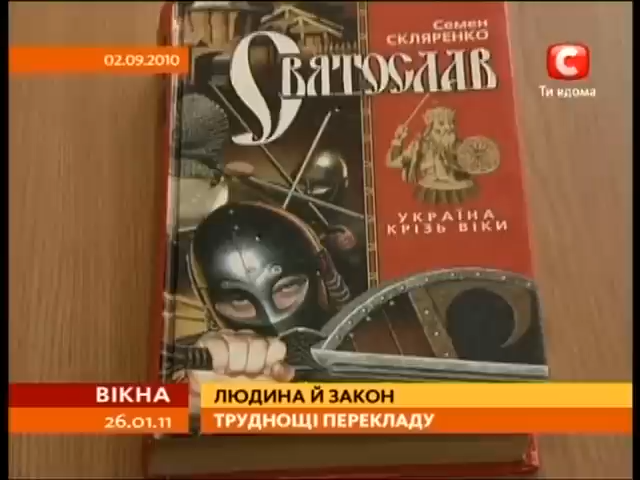 02.09.2010
Семен
СКЛЯРЕНКО
СВЯТОСЛАВ
УКРАЇНА
КРІЗЬ ВІКИ
С
Ти вдома
ВІКНА
ЛЮДИНА Й ЗАКОН
26.01.11
ТРУДНОЩІ ПЕРЕКЛАДУ